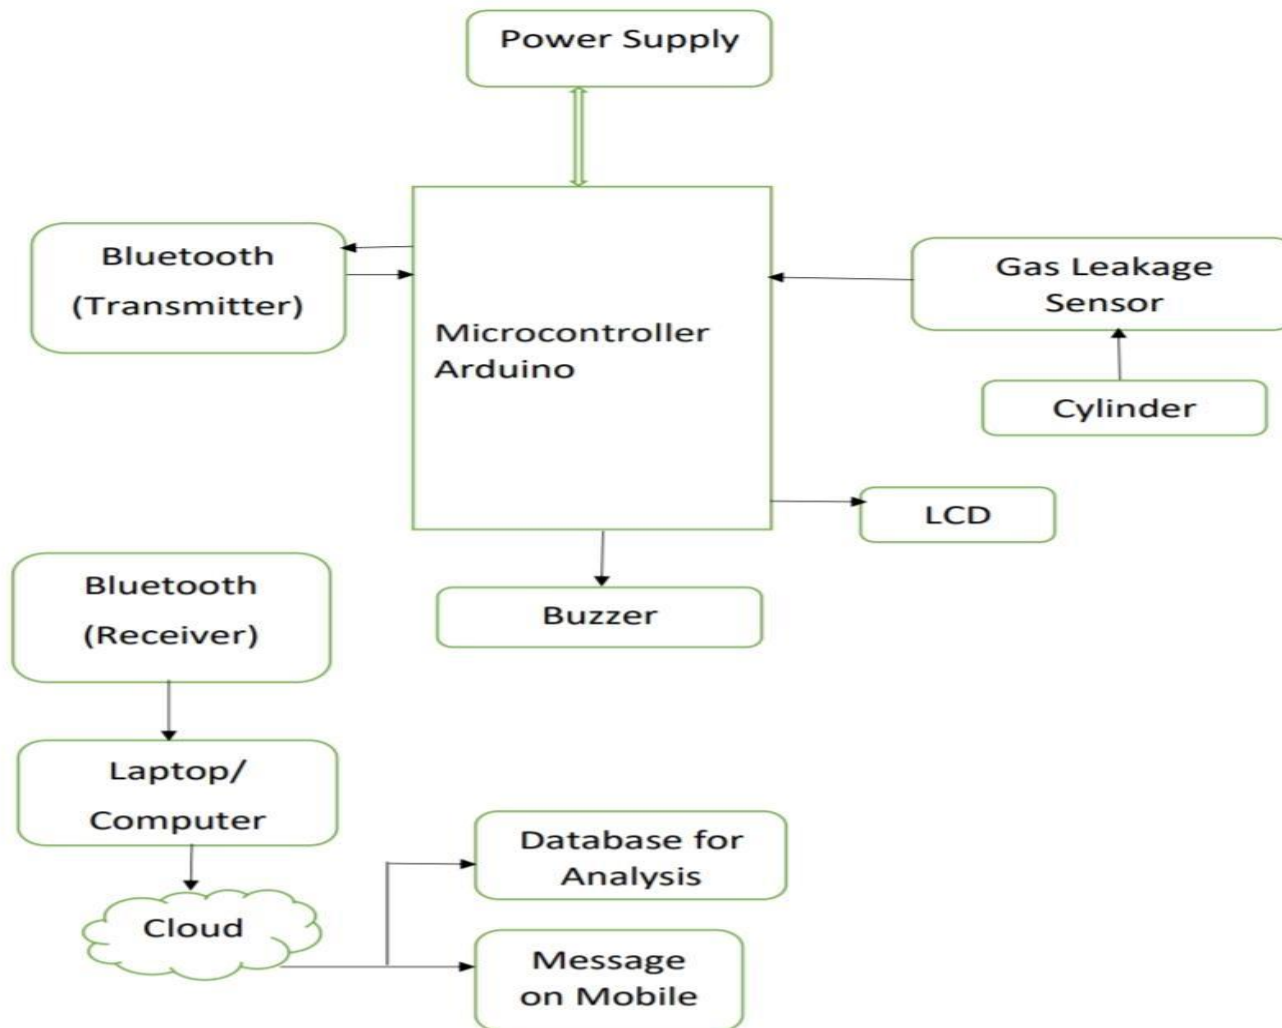 Power Supply
Bluetooth
(Transmitter)
Gas Leakage
Sensor
Microcontroller
Arduino
Cylinder
LCD
Bluetooth
(Receiver)
Buzzer
Laptop/
Computer
Database for
Analysis
Cloud
Message
on Mobile